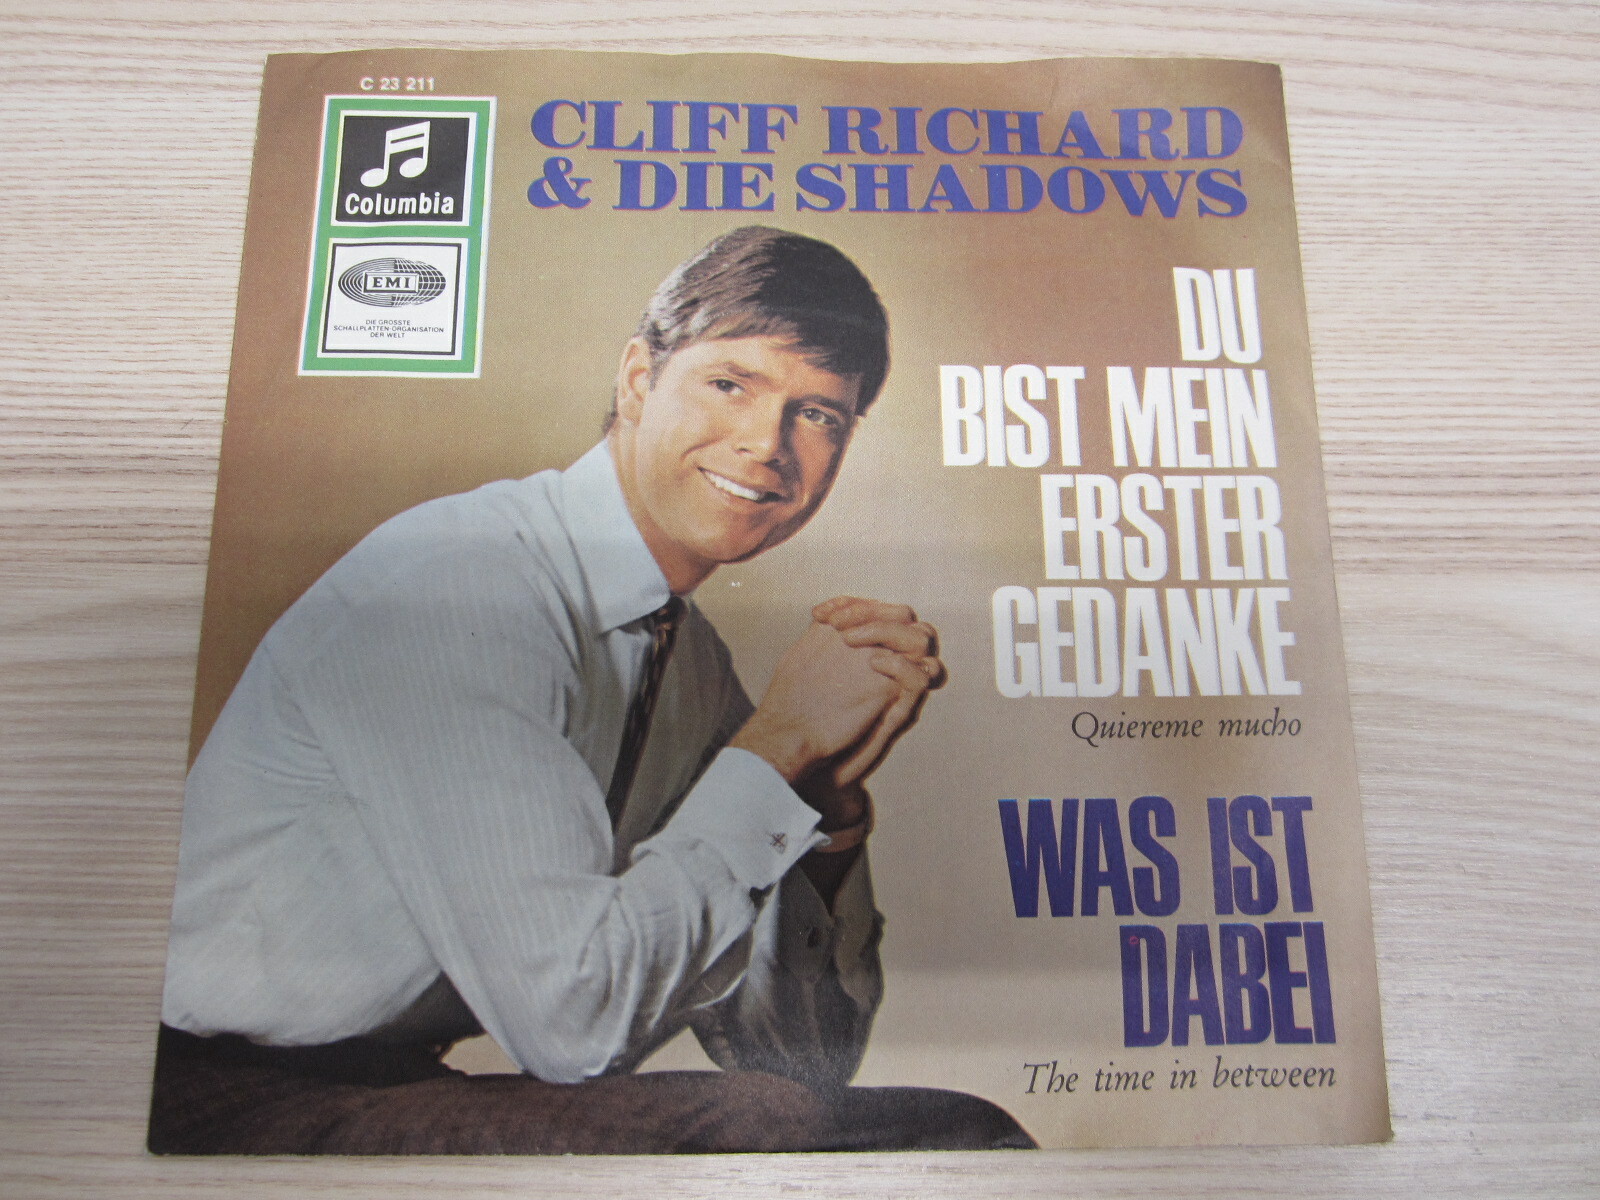 C 23 211
Columbia
EMI
DIE GRÖSSTE
SCHALLPLATTEN-ORGANISATION
DER WELT
CLIFF RICHARD
& DIE SHADOWS
DU
BIST MEIN
ERSTER
GEDANKE
Quiereme mucho
WAS IST
DABEI
The time in between